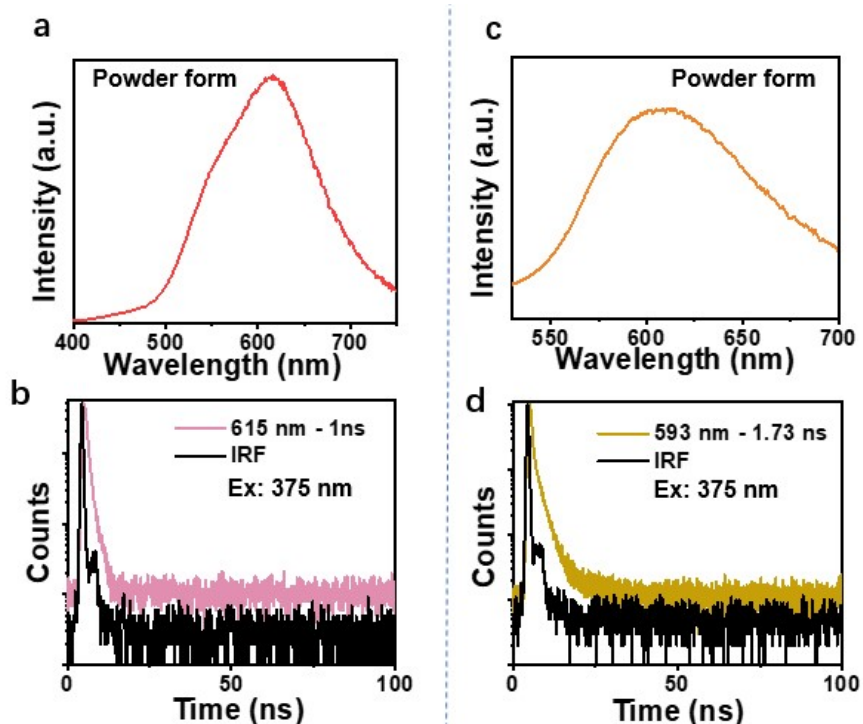 a
Powder form
Intensity (a.u.)
400 500 600 700
Wavelength (nm)
b
615 nm - 1ns
IRF
Ex: 375 nm
Counts
0 50 100
Time (ns)
c
Powder form
Intensity (a.u.)
550 600 650 700
Wavelength (nm)
d
593 nm - 1.73 ns
IRF
Ex: 375 nm
Counts
0 50 100
Time (ns)